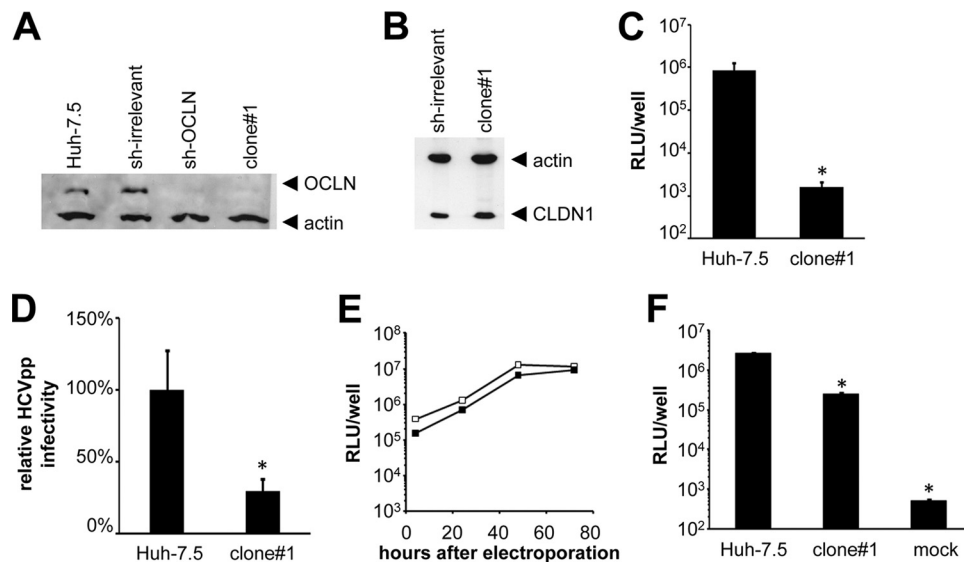 A
Huh-7.5
sh-irrelevant
sh-OCLN
clone#1
OCLN
actin
B
sh-irrelevant
clone#1
actin
CLDN1
C
RLU/well
10^7
10^6
10^5
10^4
10^3
10^2
*
Huh-7.5 clone#1
D
relative HCVpp
infectivity
150%
100%
50%
0%
*
Huh-7.5 clone#1
E
RLU/well
10^8
10^7
10^6
10^5
10^4
10^3
10^2
0 20 40 60 80
hours after electroporation
F
RLU/well
10^7
10^6
10^5
10^4
10^3
10^2
*
*
Huh-7.5 clone#1 mock